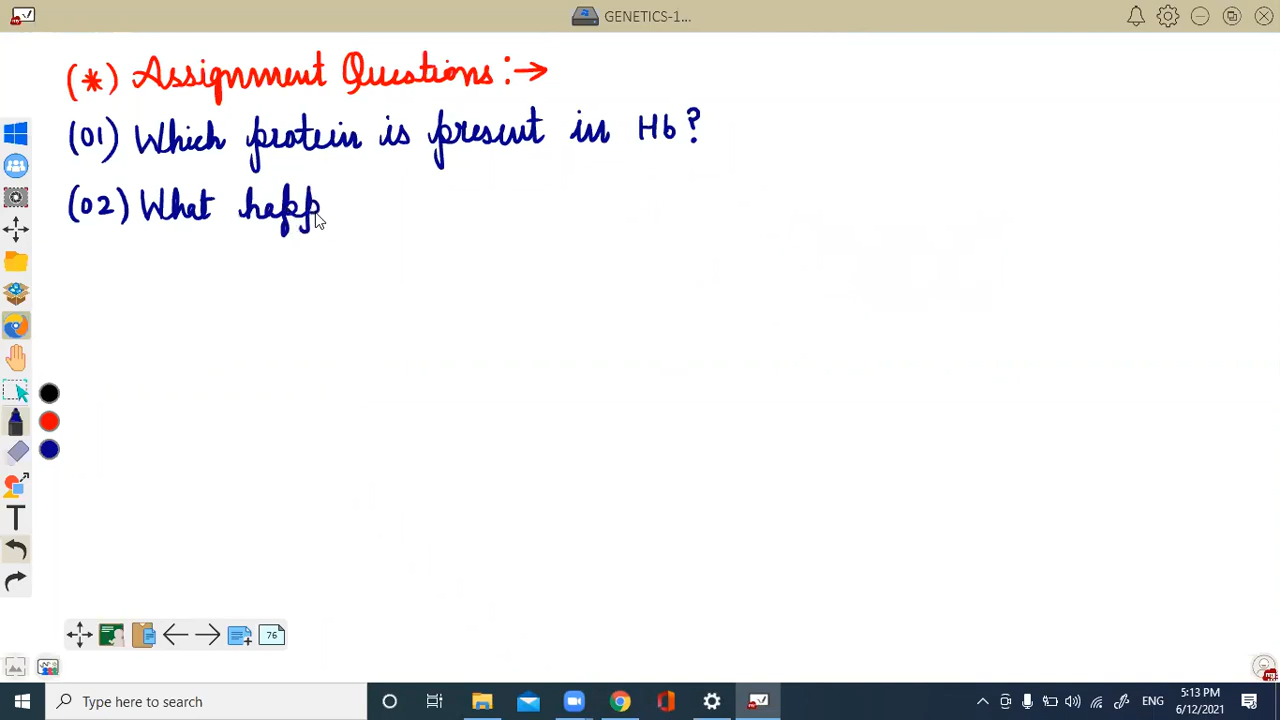 GENETICS-1...
(*) Assignment Questions:→
(01) Which protein is present in Hb?
(02) What happ
T
76
Type here to search
ENG
5:13 PM
6/12/2021